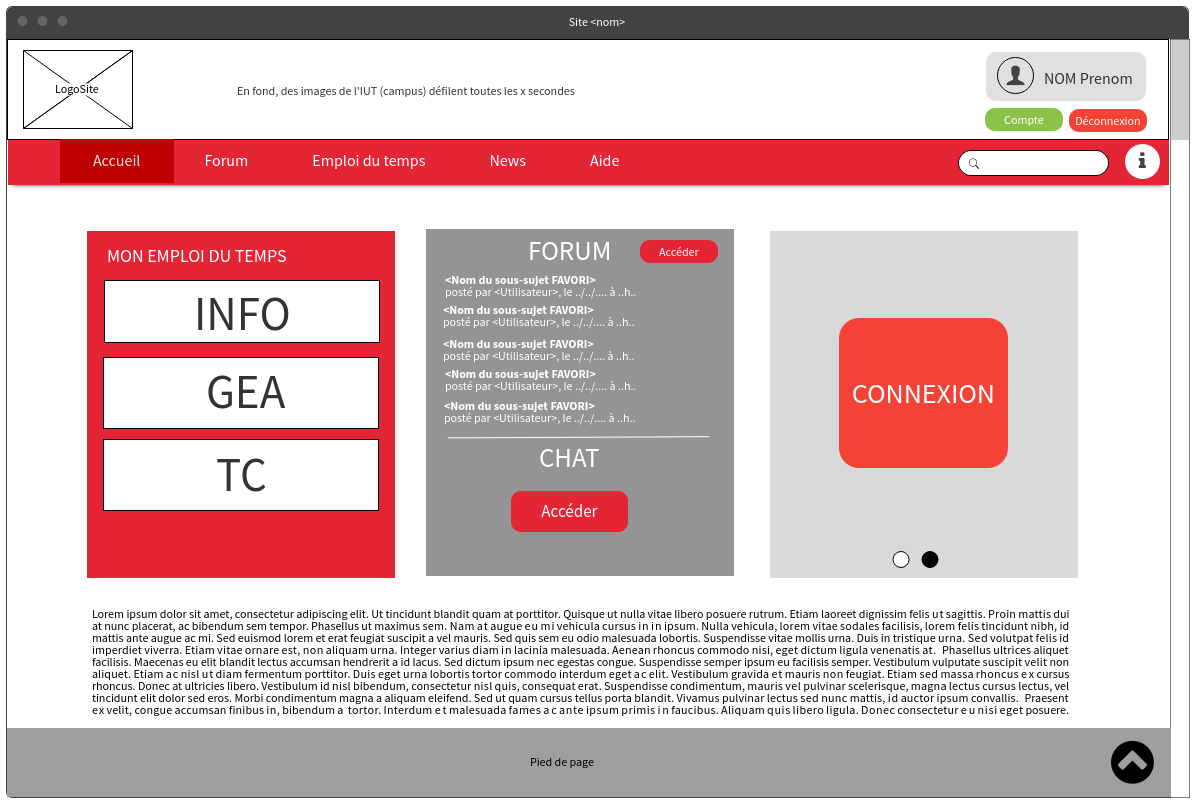 Site <nom>
LogoSite
En fond, des images de l'IUT (campus) défilent toutes les x secondes
NOM Prenom
Compte
Déconnexion
Accueil
Forum
Emploi du temps
News
Aide
i
MON EMPLOI DU TEMPS
INFO
GEA
TC
FORUM
Accéder
<Nom du sous-sujet FAVORI>
posté par <Utilisateur>, le ../../.... à ..h..
<Nom du sous-sujet FAVORI>
posté par <Utilisateur>, le ../../.... à ..h..
<Nom du sous-sujet FAVORI>
posté par <Utilisateur>, le ../../.... à ..h..
<Nom du sous-sujet FAVORI>
posté par <Utilisateur>, le ../../.... à ..h..
<Nom du sous-sujet FAVORI>
posté par <Utilisateur>, le ../../.... à ..h..
CHAT
Accéder
CONNEXION
Lorem ipsum dolor sit amet, consectetur adipiscing elit. Ut tincidunt blandit quam at porttitor. Quisque ut nulla vitae libero posuere rutrum. Etiam laoreet dignissim felis ut sagittis. Proin mattis dui
at nunc placerat, ac bibendum sem tempor. Phasellus ut maximus sem. Nam at augue eu mi vehicula cursus in in ipsum. Nulla vehicula, lorem vitae sodales facilisis, lorem felis tincidunt nibh, id
mattis ante augue ac mi. Sed euismod lorem et erat feugiat suscipit a vel mauris. Sed quis sem eu odio malesuada lobortis. Suspendisse vitae mollis urna. Duis in tristique urna. Sed volutpat felis id
imperdiet viverra. Etiam vitae ornare est, non aliquam urna. Integer varius diam in lacinia malesuada. Aenean rhoncus commodo nisi, eget dictum ligula venenatis at. Phasellus ultrices aliquet
facilisis. Maecenas eu elit blandit lectus accumsan hendrerit a id lacus. Sed dictum ipsum nec egestas congue. Suspendisse semper ipsum eu facilisis semper. Vestibulum vulputate suscipit velit non
aliquet. Etiam ac nisl ut diam fermentum porttitor. Duis eget urna lobortis tortor commodo interdum eget ac elit. Vestibulum gravida et mauris non feugiat. Etiam sed massa rhoncus ex cursus
rhoncus. Donec at ultricies libero. Vestibulum id nisl bibendum, consectetur nisl quis, consequat erat. Suspendisse condimentum, mauris vel pulvinar scelerisque, magna lectus cursus lectus, vel
tincidunt elit dolor sed eros. Morbi condimentum magna a aliquam eleifend. Sed ut quam cursus tellus porta blandit. Vivamus pulvinar lectus sed nunc mattis, id auctor ipsum convallis. Praesent
ex velit, congue accumsan finibus in, bibendum a tortor. Interdum et malesuada fames ac ante ipsum primis in faucibus. Aliquam quis libero ligula. Donec consectetur eu nisi eget posuere.
Pied de page